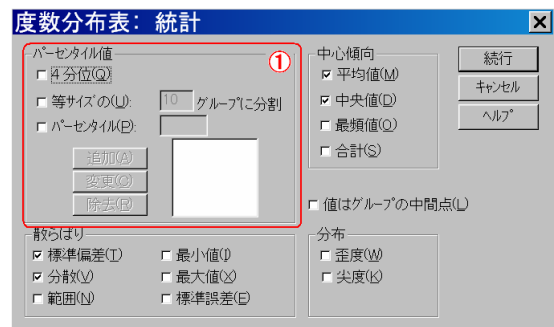 度数分布表: 統計
パーセンタイル値
①
4分位(Q)
等サイズの(U): 10 グループに分割
パーセンタイル(P):
追加(A)
変更(C)
除去(R)
中心傾向
平均値(M)
中央値(D)
最頻値(O)
合計(S)
続行
キャンセル
ヘルプ
値はグループの中間点(L)
散らばり
標準偏差(T) 最小値(I)
分散(V) 最大値(X)
範囲(N) 標準誤差(E)
分布
歪度(W)
尖度(K)